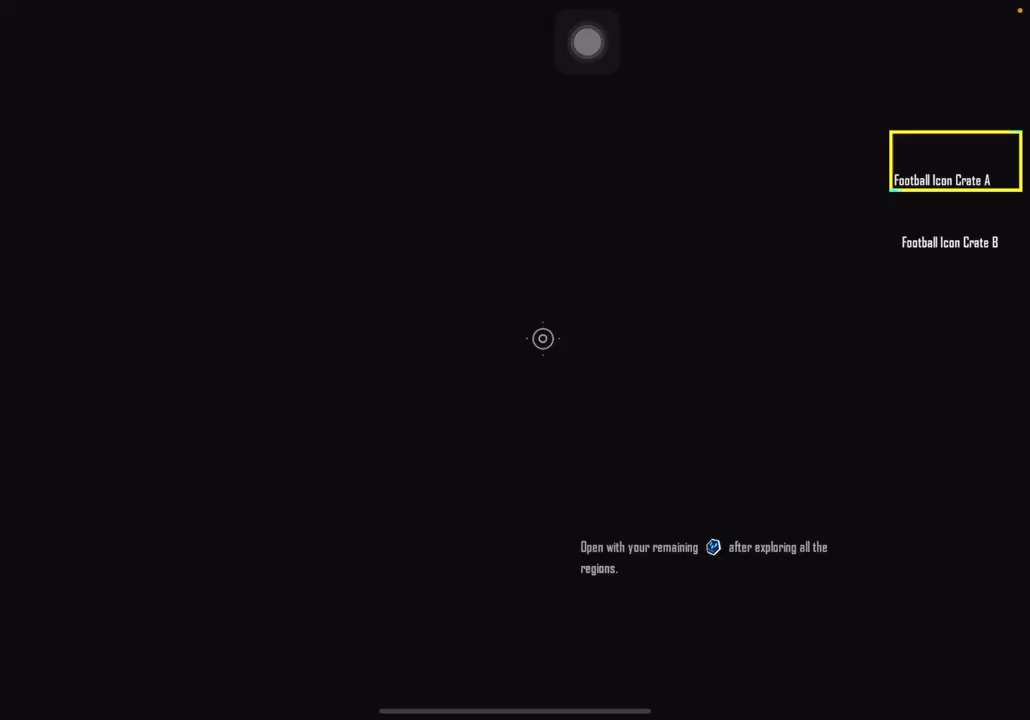 Football Icon Crate A
Football Icon Crate B
Open with your remaining after exploring all the
regions.